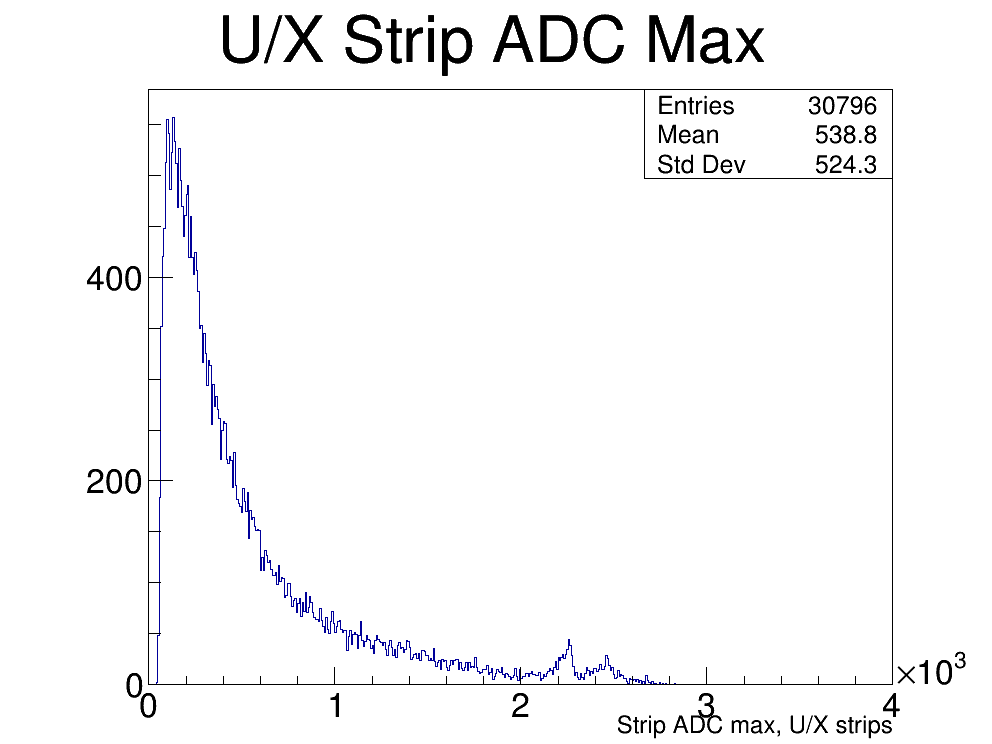 U/X Strip ADC Max
Entries 30796
Mean 538.8
Std Dev 524.3
400
200
0
0 1 2 3 4
×10³
Strip ADC max, U/X strips